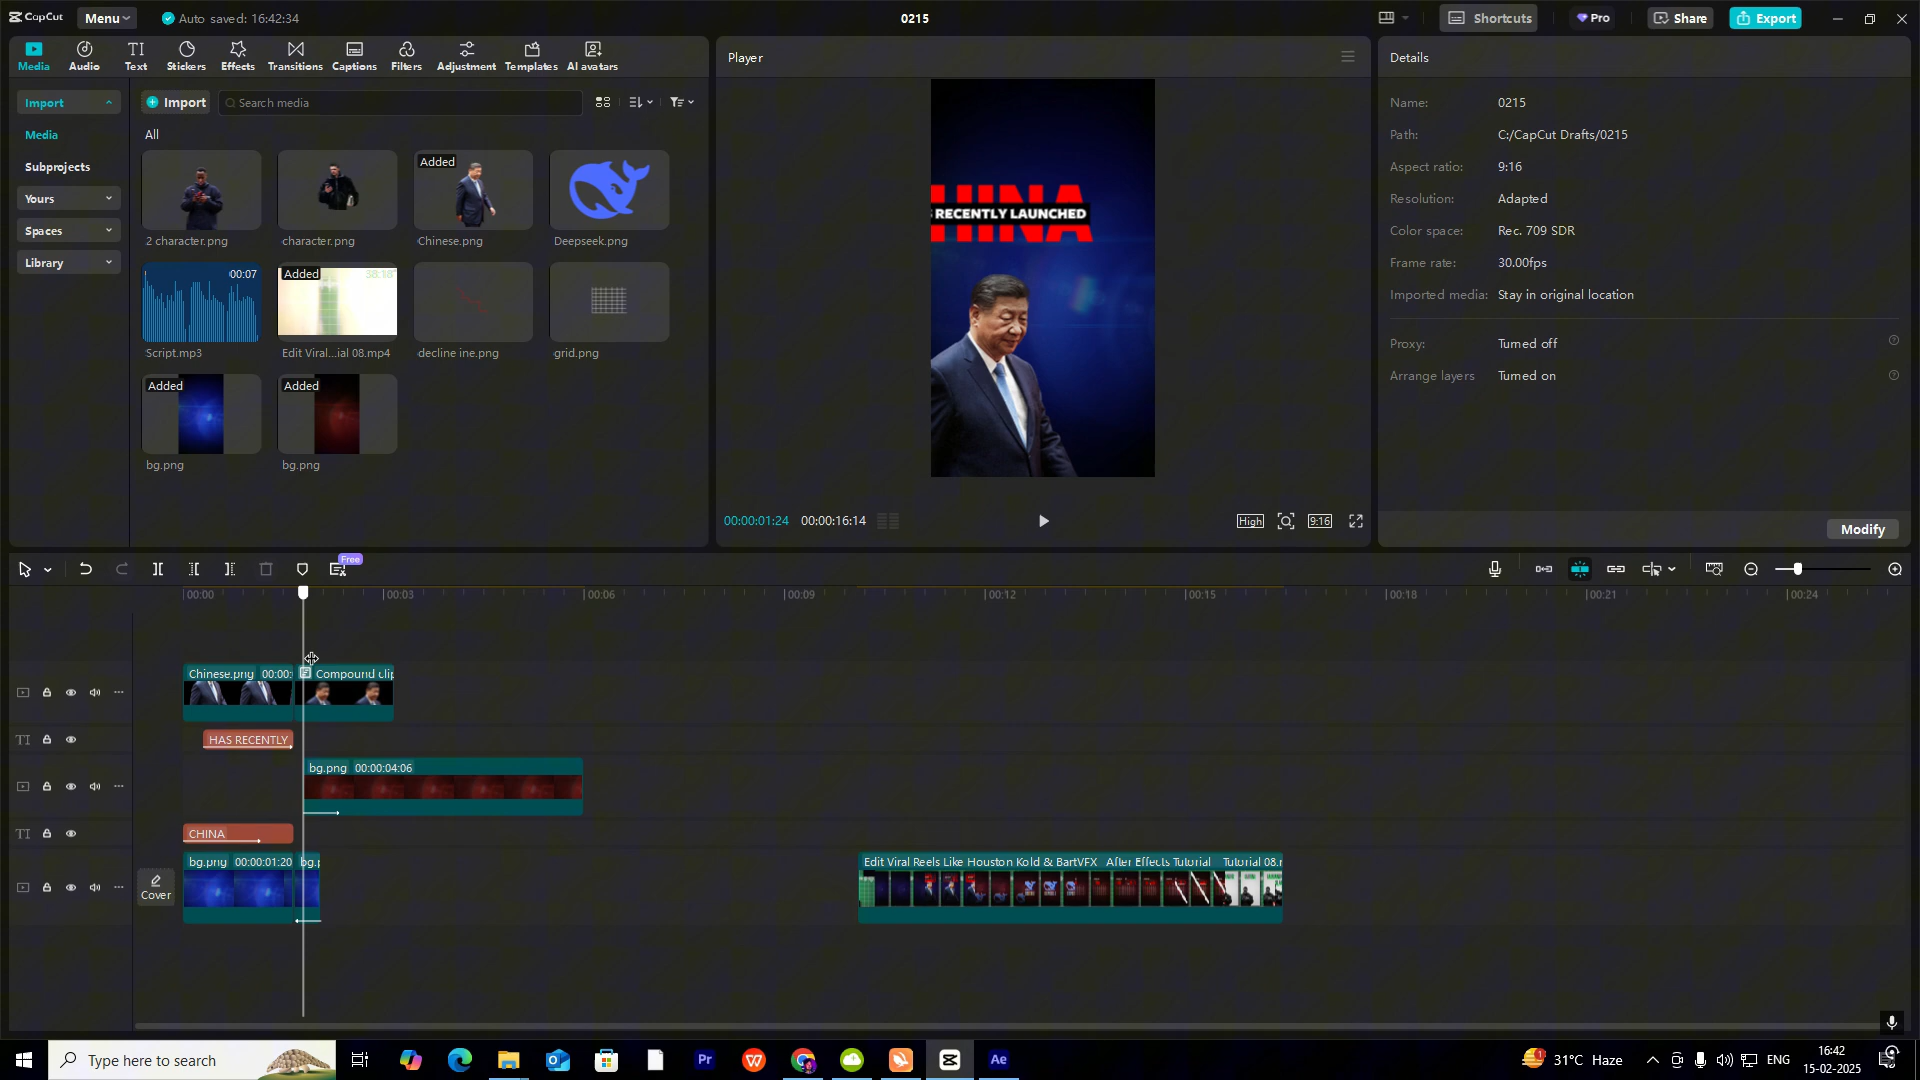 CapCut
Menu
Auto saved: 16:42:34
0215
Shortcuts
Pro
Share
Export
Media
Audio
TI
Text
Stickers
Effects
Transitions
Captions
Filters
Adjustment
Templates
AI avatars
Player
Details
Import
Media
Subprojects
Yours
Spaces
Library
Import
Search media
All
2 character.png
character.png
Added
Chinese.png
Deepseek.png
00:07
Script.mp3
Added
38:18
Edit Viral...ial 08.mp4
decline ine.png
grid.png
Added
bg.png
Added
bg.png
CHINA
RECENTLY LAUNCHED
00:00:01:24
00:00:16:14
High
9:16
Name: 0215
Path: C:/CapCut Drafts/0215
Aspect ratio: 9:16
Resolution: Adapted
Color space: Rec. 709 SDR
Frame rate: 30.00fps
Imported media: Stay in original location
Proxy: Turned off
Arrange layers Turned on
Modify
Free
00:00
00:03
00:06
00:09
00:12
00:15
00:18
00:21
00:24
Chinese.png 00:00:
Compound clip
TI
HAS RECENTLY
bg.png 00:00:04:06
TI
CHINA
Cover
bg.png 00:00:01:20
bg.p
Edit Viral Reels Like Houston Kold & BartVFX After Effects Tutorial Tutorial 08.m
Type here to search
Pr
W
Ae
1
31°C Haze
ENG
16:42
15-02-2025